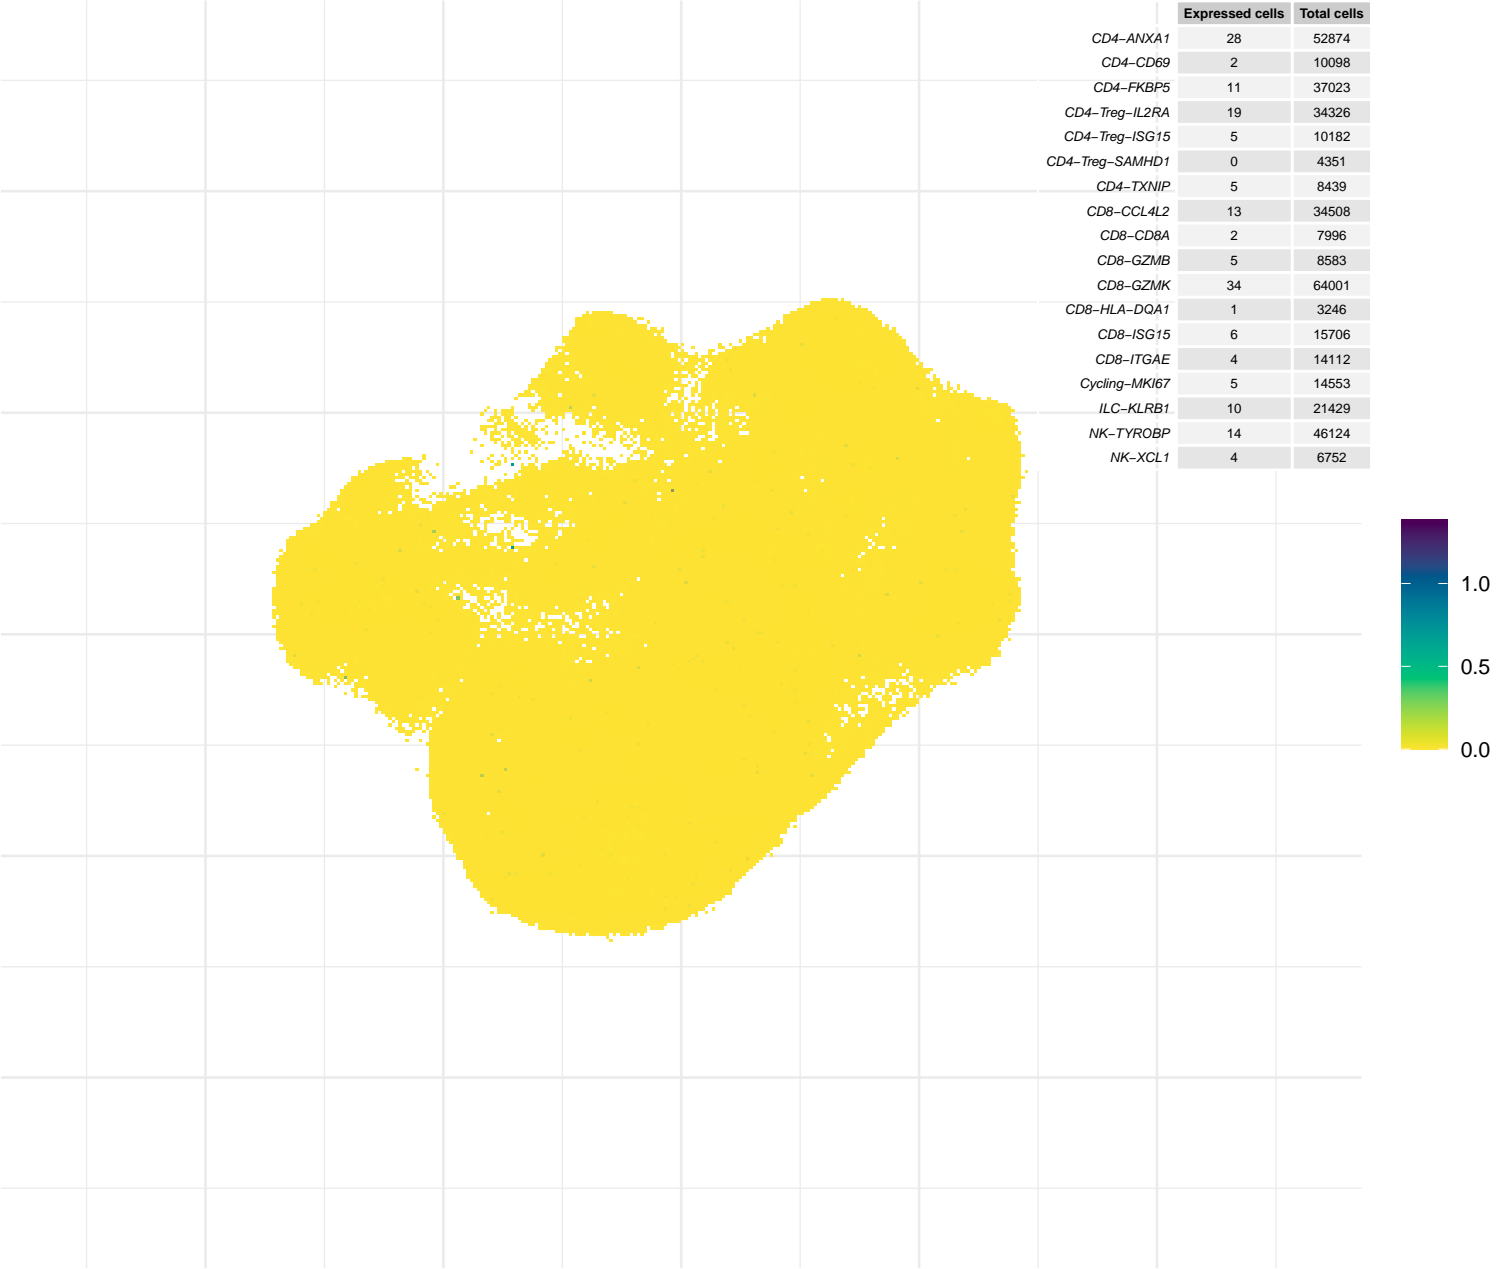 Expressed cells Total cells
CD4−ANXA1 28 52874
CD4−CD69 2 10098
CD4−FKBP5 11 37023
CD4−Treg−IL2RA 19 34326
CD4−Treg−ISG15 5 10182
CD4−Treg−SAMHD1 0 4351
CD4−TXNIP 5 8439
CD8−CCL4L2 13 34508
CD8−CD8A 2 7996
CD8−GZMB 5 8583
CD8−GZMK 34 64001
CD8−HLA−DQA1 1 3246
CD8−ISG15 6 15706
CD8−ITGAE 4 14112
Cycling−MKI67 5 14553
ILC−KLRB1 10 21429
NK−TYROBP 14 46124
NK−XCL1 4 6752
1.0
0.5
0.0